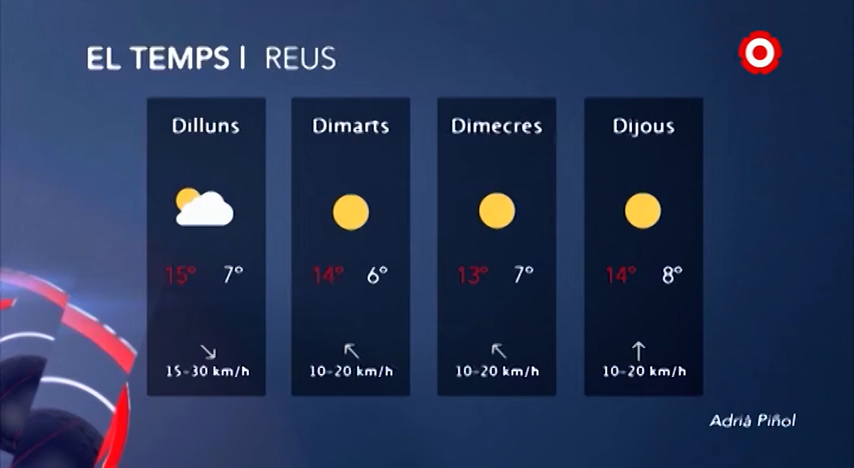 EL TEMPS | REUS
Dilluns
15° 7°
15-30 km/h
Dimarts
14° 6°
10-20 km/h
Dimecres
13° 7°
10-20 km/h
Dijous
14° 8°
10-20 km/h
Adrià Piñol